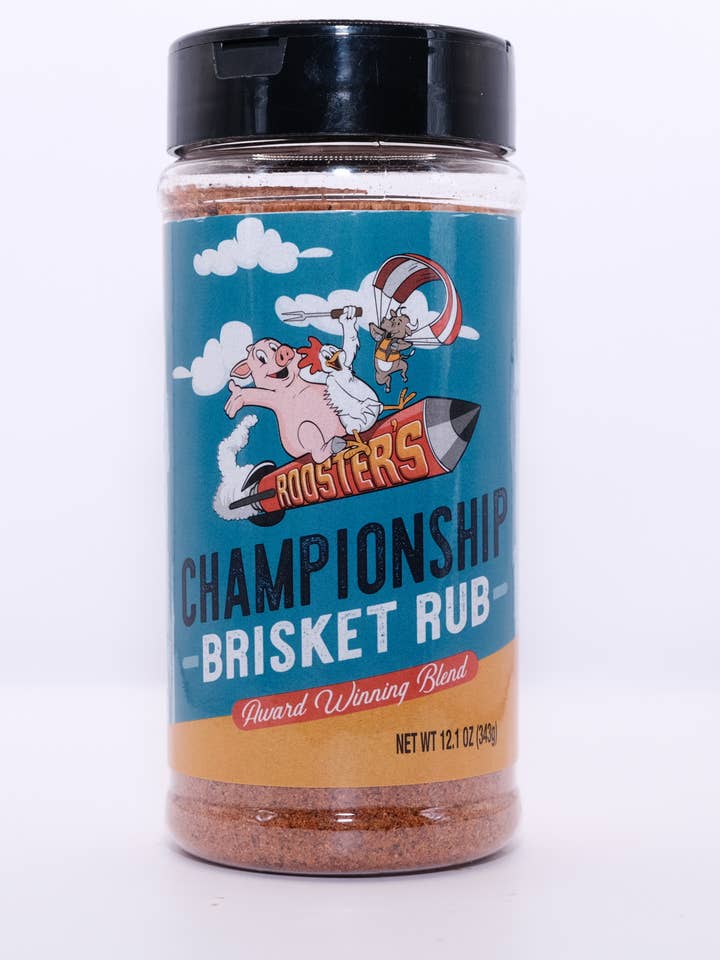 ROOSTER'S
CHAMPIONSHIP
-BRISKET RUB-
Award Winning Blend
NET WT 12.1 OZ (343g)